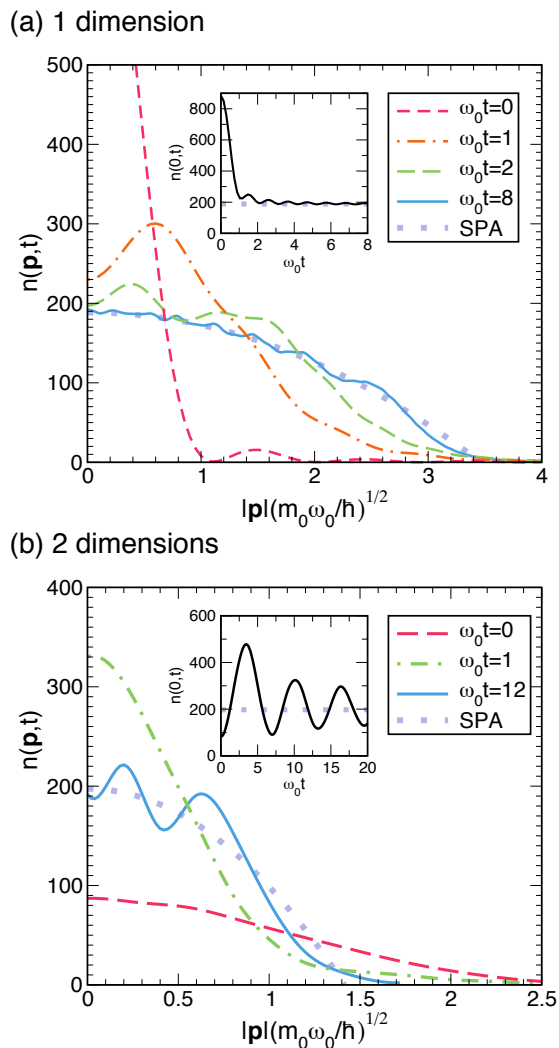 (a) 1 dimension
500
400
300
200
100
0
n(p,t)
0 1 2 3 4
|p|(m₀ω₀/ħ)^1/2
800
600
400
200
0
n(0,t)
0 2 4 6 8
ω₀t
ω₀t=0
ω₀t=1
ω₀t=2
ω₀t=8
SPA
(b) 2 dimensions
400
300
200
100
0
n(p,t)
0 0.5 1 1.5 2 2.5
|p|(m₀ω₀/ħ)^1/2
600
400
200
0
n(0,t)
0 5 10 15 20
ω₀t
ω₀t=0
ω₀t=1
ω₀t=12
SPA